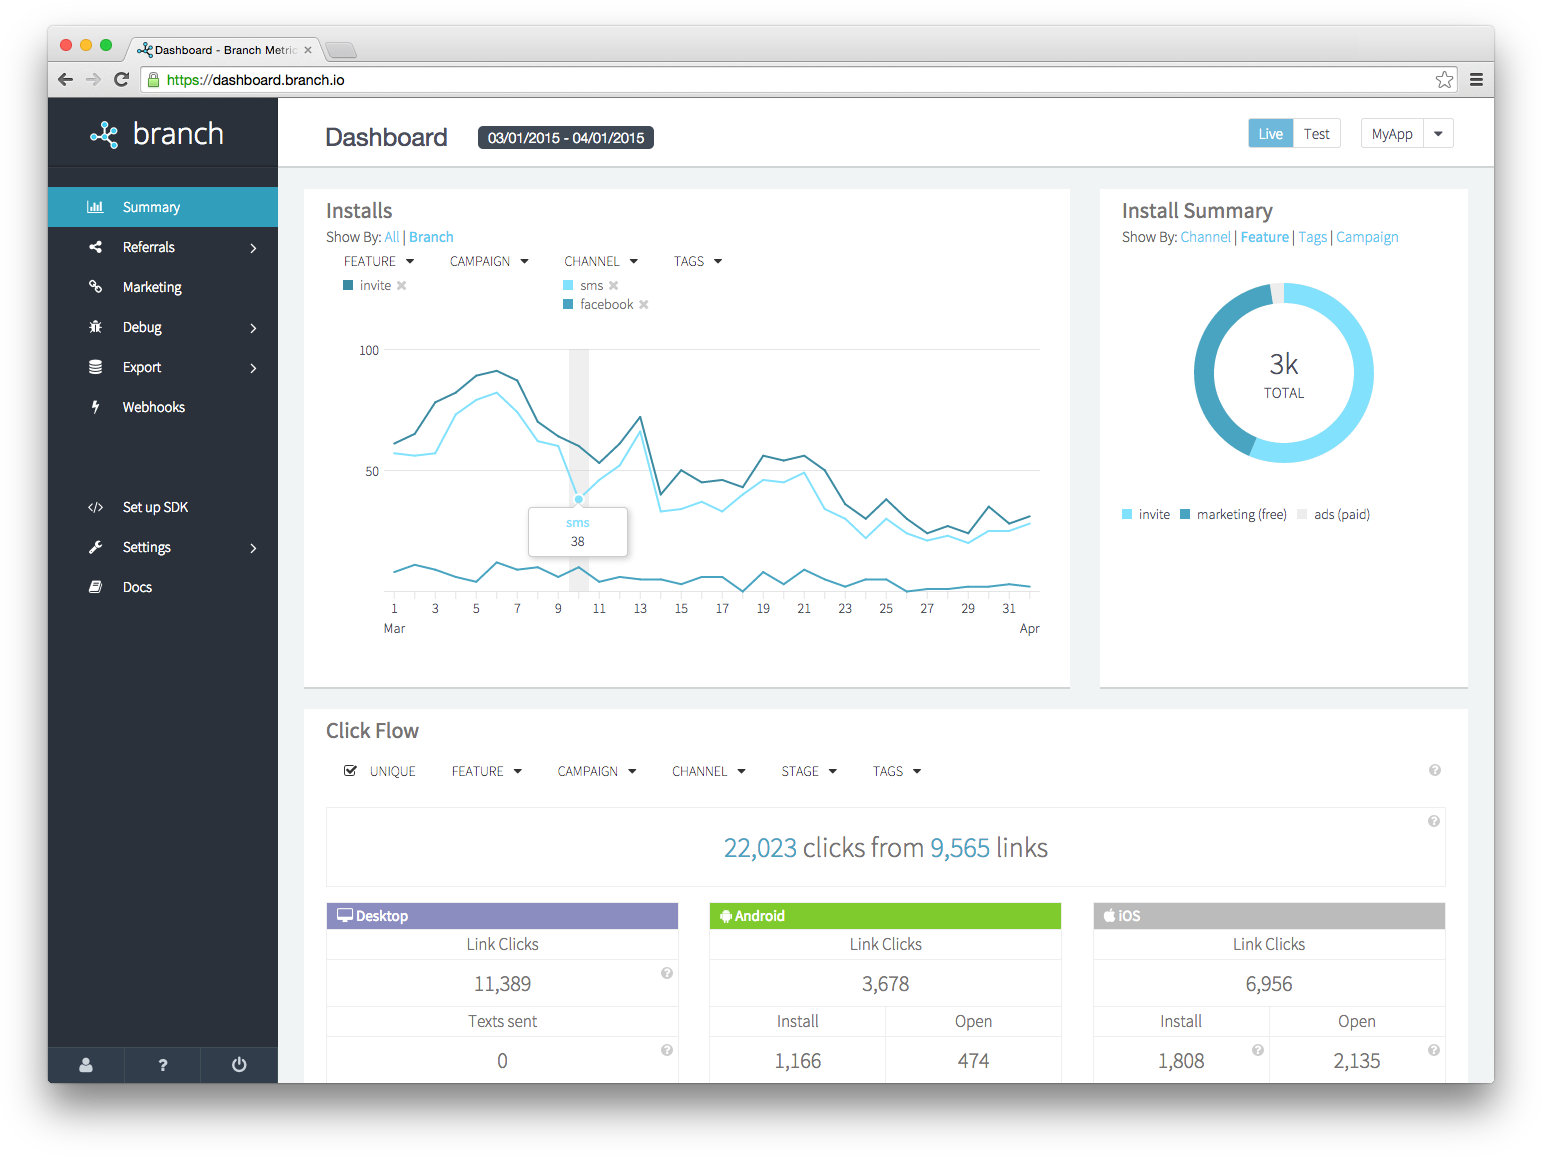 Dashboard - Branch Metric
https://dashboard.branch.io
branch
Dashboard
03/01/2015 - 04/01/2015
Live
Test
MyApp
Summary
Referrals
Marketing
Debug
Export
Webhooks
Set up SDK
Settings
Docs
?
Installs
Show By: All | Branch
FEATURE CAMPAIGN CHANNEL TAGS
invite sms
facebook
100
50
sms
38
1 3 5 7 9 11 13 15 17 19 21 23 25 27 29 31
Mar Apr
Install Summary
Show By: Channel | Feature | Tags | Campaign
3k
TOTAL
invite marketing (free) ads (paid)
Click Flow
UNIQUE FEATURE CAMPAIGN CHANNEL STAGE TAGS ?
?
22,023 clicks from 9,565 links
Desktop
Link Clicks
11,389 ?
Texts sent
0 ?
Android
Link Clicks
3,678
Install Open
1,166 474
iOS
Link Clicks
6,956
Install Open
1,808 ? 2,135 ?